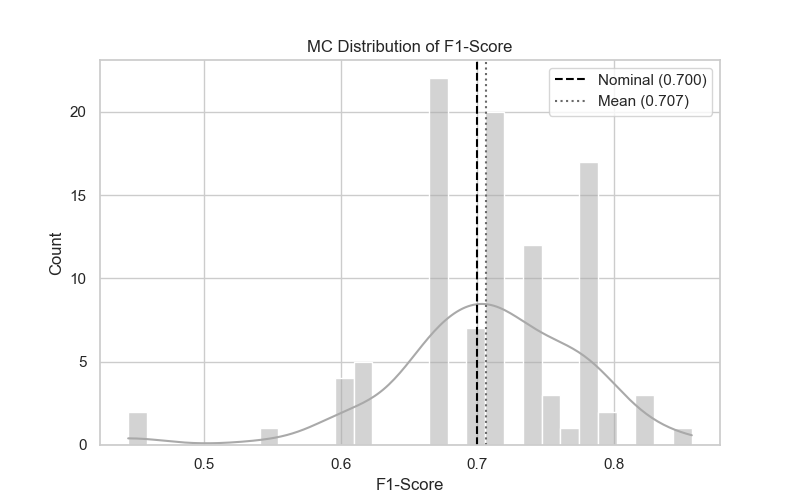 MC Distribution of F1-Score
Nominal (0.700)
Mean (0.707)
20
15
10
5
0
Count
0.5
0.6
0.7
0.8
F1-Score